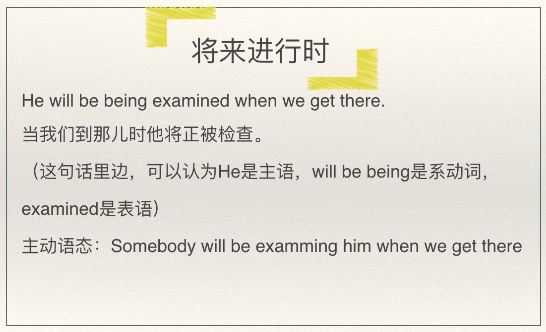 将来进行时
He will be being examined when we get there.
当我们到那儿时他将正被检查。
（这句话里边，可以认为He是主语，will be being是系动词，
examined是表语）
主动语态：Somebody will be examming him when we get there